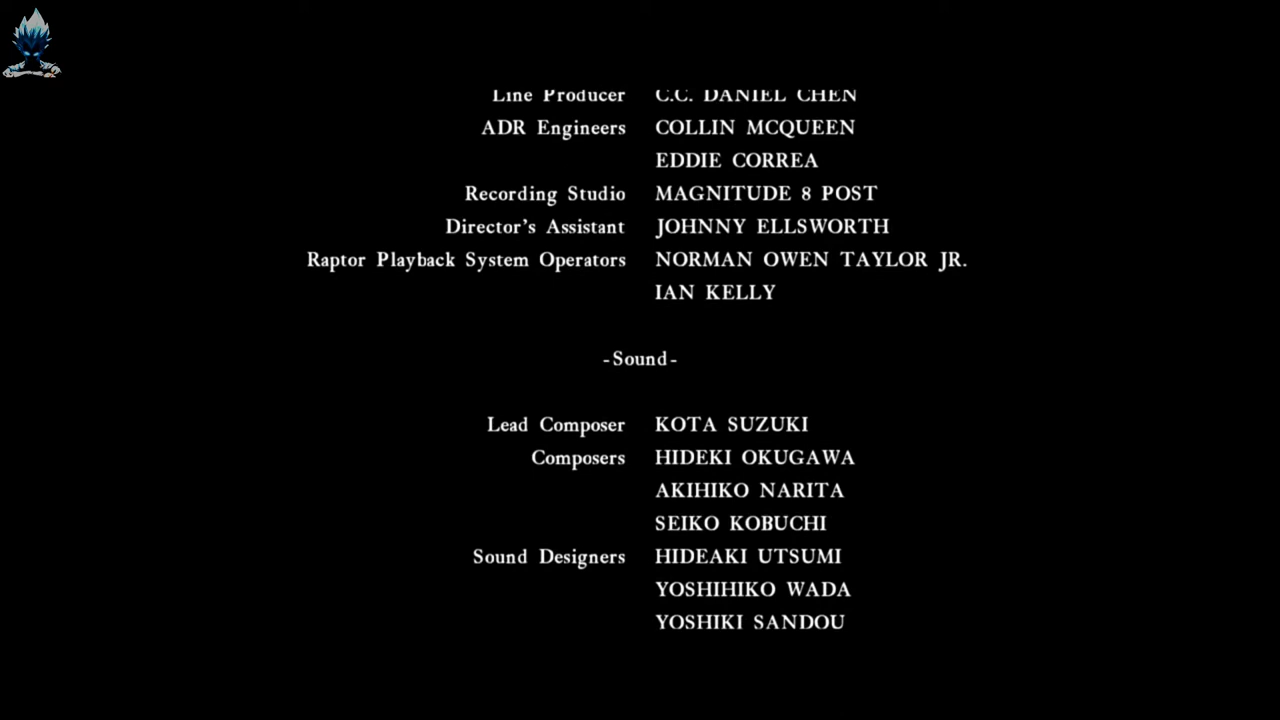 Line Producer C.C. DANIEL CHEN
ADR Engineers COLLIN MCQUEEN
EDDIE CORREA
Recording Studio MAGNITUDE 8 POST
Director's Assistant JOHNNY ELLSWORTH
Raptor Playback System Operators NORMAN OWEN TAYLOR JR.
IAN KELLY
-Sound-
Lead Composer KOTA SUZUKI
Composers HIDEKI OKUGAWA
AKIHIKO NARITA
SEIKO KOBUCHI
Sound Designers HIDEAKI UTSUMI
YOSHIHIKO WADA
YOSHIKI SANDOU